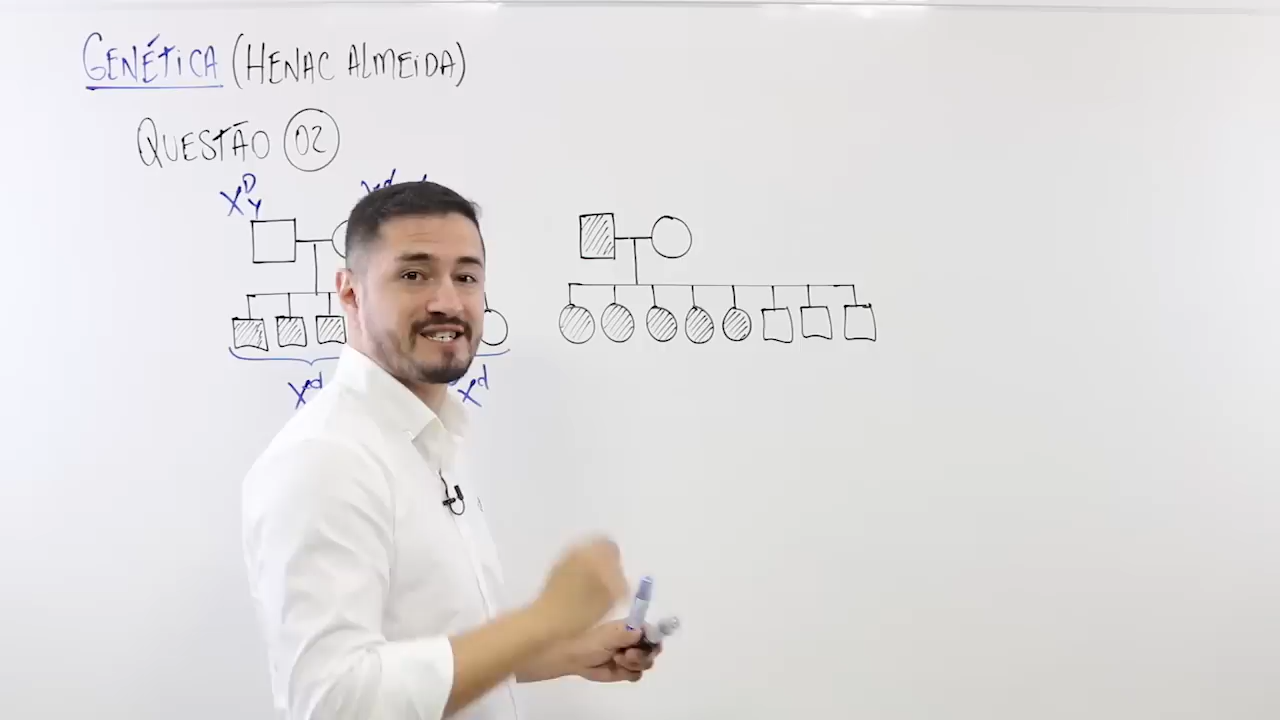 GENÉTICA (HENAC ALMEIDA)
QUESTÃO 02
X^D Y
X^d
X^d